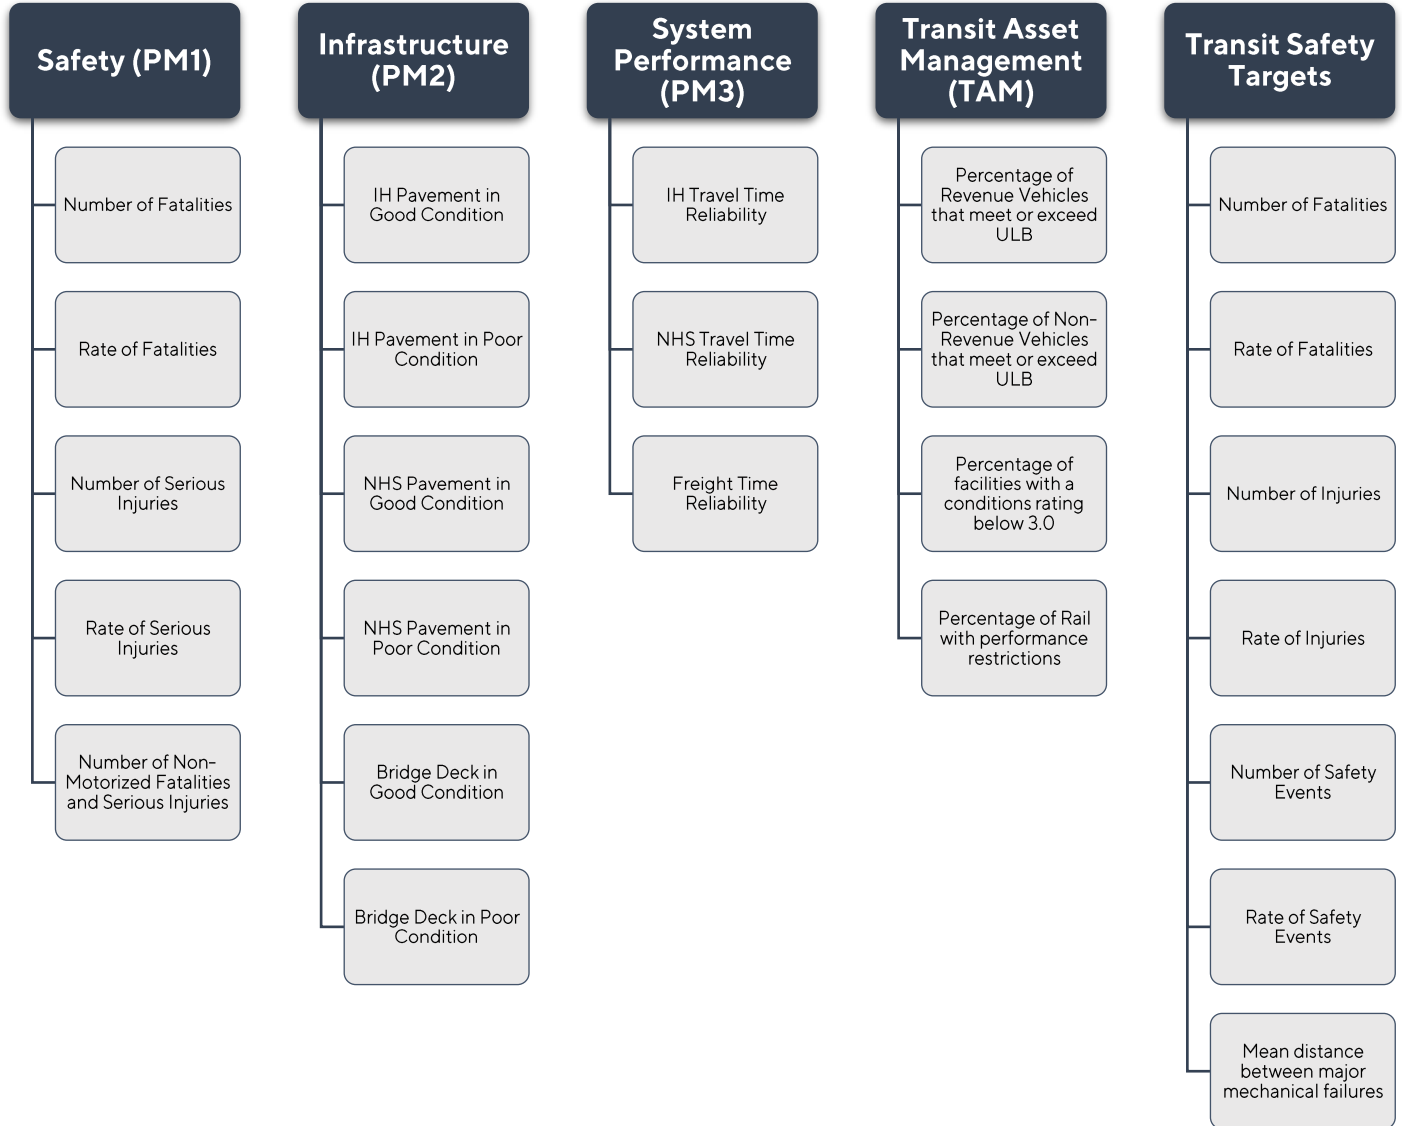 Safety (PM1)
Number of Fatalities
Rate of Fatalities
Number of Serious
Injuries
Rate of Serious
Injuries
Number of Non-
Motorized Fatalities
and Serious Injuries
Infrastructure
(PM2)
IH Pavement in
Good Condition
IH Pavement in Poor
Condition
NHS Pavement in
Good Condition
NHS Pavement in
Poor Condition
Bridge Deck in
Good Condition
Bridge Deck in Poor
Condition
System
Performance
(PM3)
IH Travel Time
Reliability
NHS Travel Time
Reliability
Freight Time
Reliability
Transit Asset
Management
(TAM)
Percentage of
Revenue Vehicles
that meet or exceed
ULB
Percentage of Non-
Revenue Vehicles
that meet or exceed
ULB
Percentage of
facilities with a
conditions rating
below 3.0
Percentage of Rail
with performance
restrictions
Transit Safety
Targets
Number of Fatalities
Rate of Fatalities
Number of Injuries
Rate of Injuries
Number of Safety
Events
Rate of Safety
Events
Mean distance
between major
mechanical failures